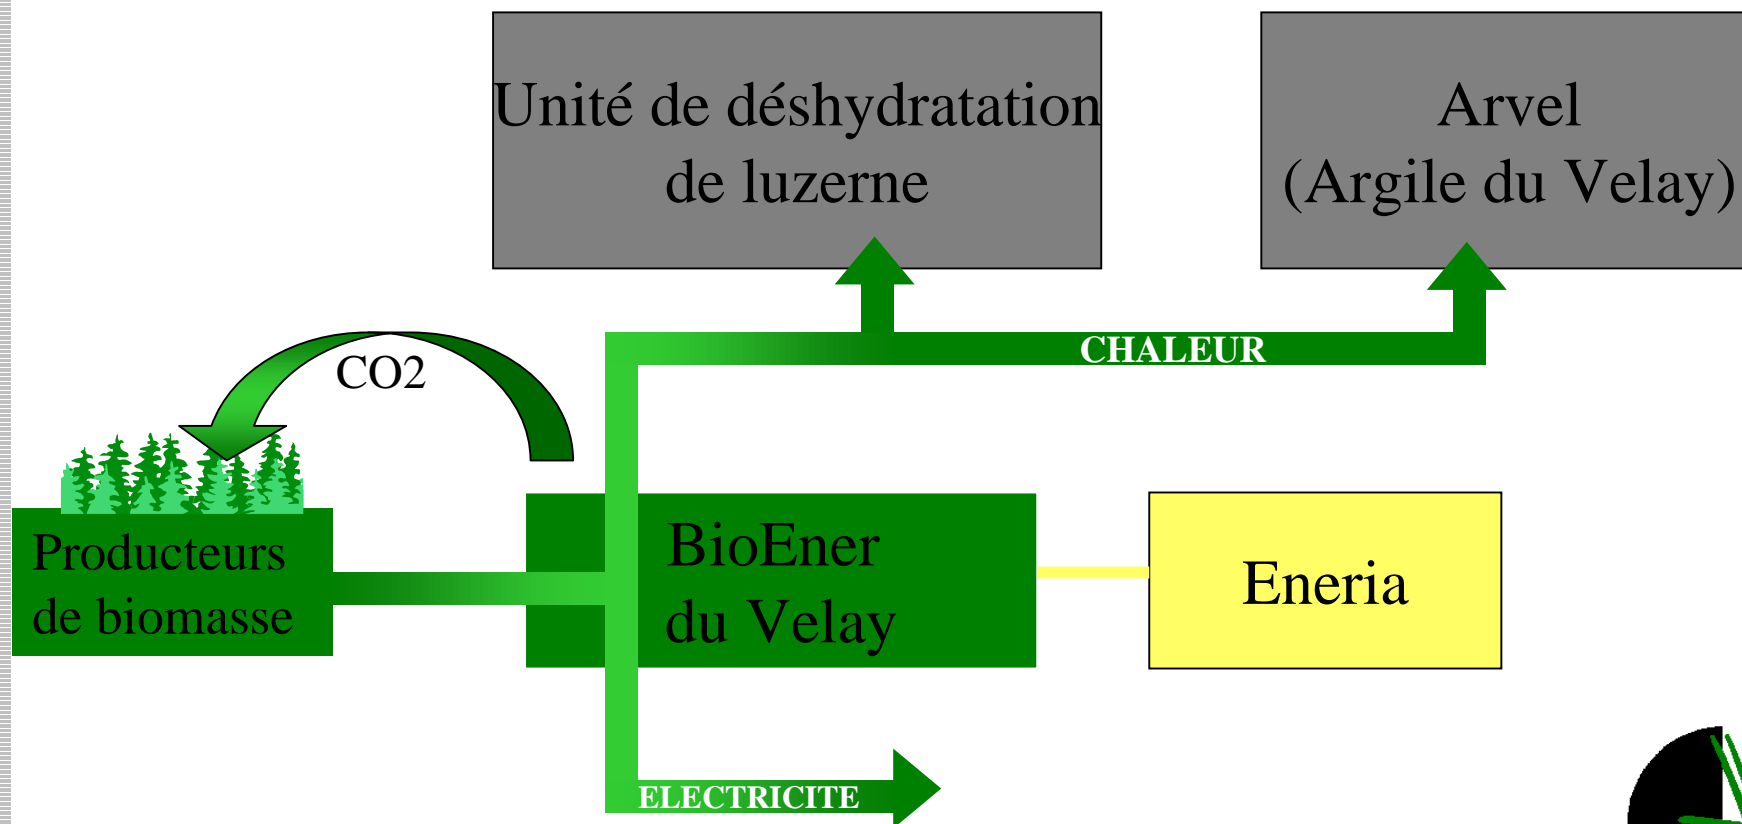 Unité de déshydratation
de luzerne
Arvel
(Argile du Velay)
CHALEUR
CO2
Producteurs
de biomasse
BioEner
du Velay
Eneria
ELECTRICITE